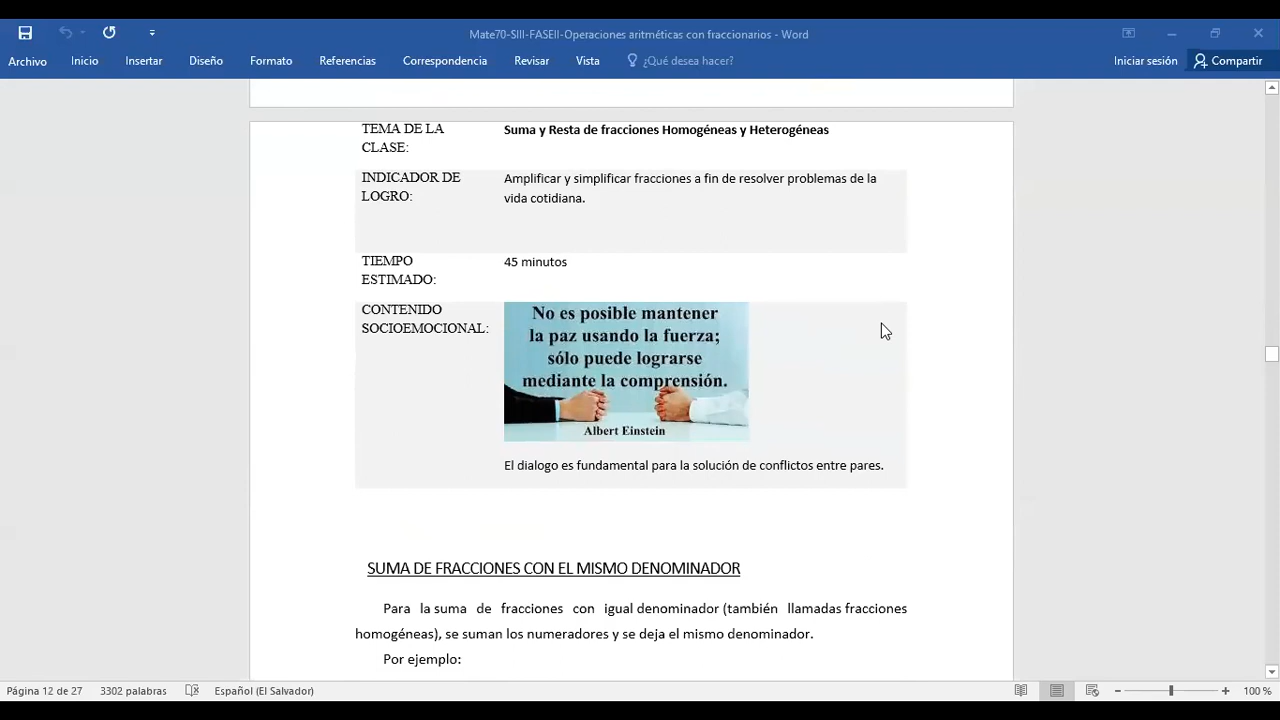 Mate70-SIII-FASEII-Operaciones aritméticas con fraccionarios - Word
Archivo Inicio Insertar Diseño Formato Referencias Correspondencia Revisar Vista ¿Qué desea hacer? Iniciar sesión Compartir
TEMA DE LA CLASE: Suma y Resta de fracciones Homogéneas y Heterogéneas
INDICADOR DE LOGRO: Amplificar y simplificar fracciones a fin de resolver problemas de la
vida cotidiana.
TIEMPO ESTIMADO: 45 minutos
CONTENIDO SOCIOEMOCIONAL:
No es posible mantener
la paz usando la fuerza;
sólo puede lograrse
mediante la comprensión.
Albert Einstein
El dialogo es fundamental para la solución de conflictos entre pares.
SUMA DE FRACCIONES CON EL MISMO DENOMINADOR
Para la suma de fracciones con igual denominador (también llamadas fracciones
homogéneas), se suman los numeradores y se deja el mismo denominador.
Por ejemplo:
Página 12 de 27 3302 palabras Español (El Salvador) 100 %